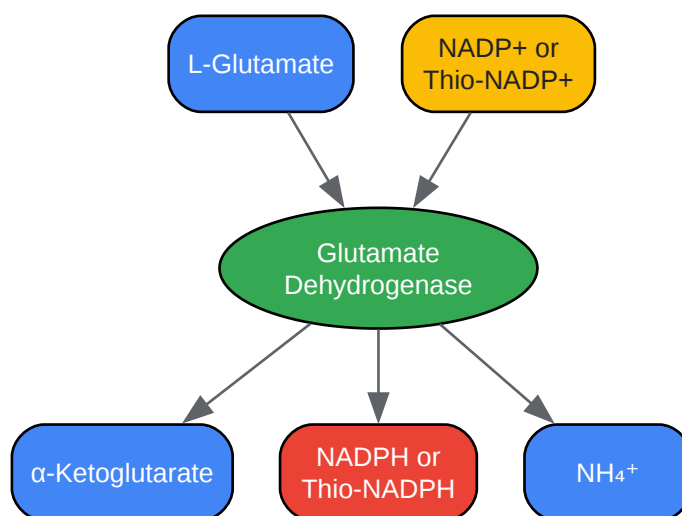 L-Glutamate
NADP+ or
Thio-NADP+
Glutamate
Dehydrogenase
α-Ketoglutarate
NADPH or
Thio-NADPH
NH₄⁺